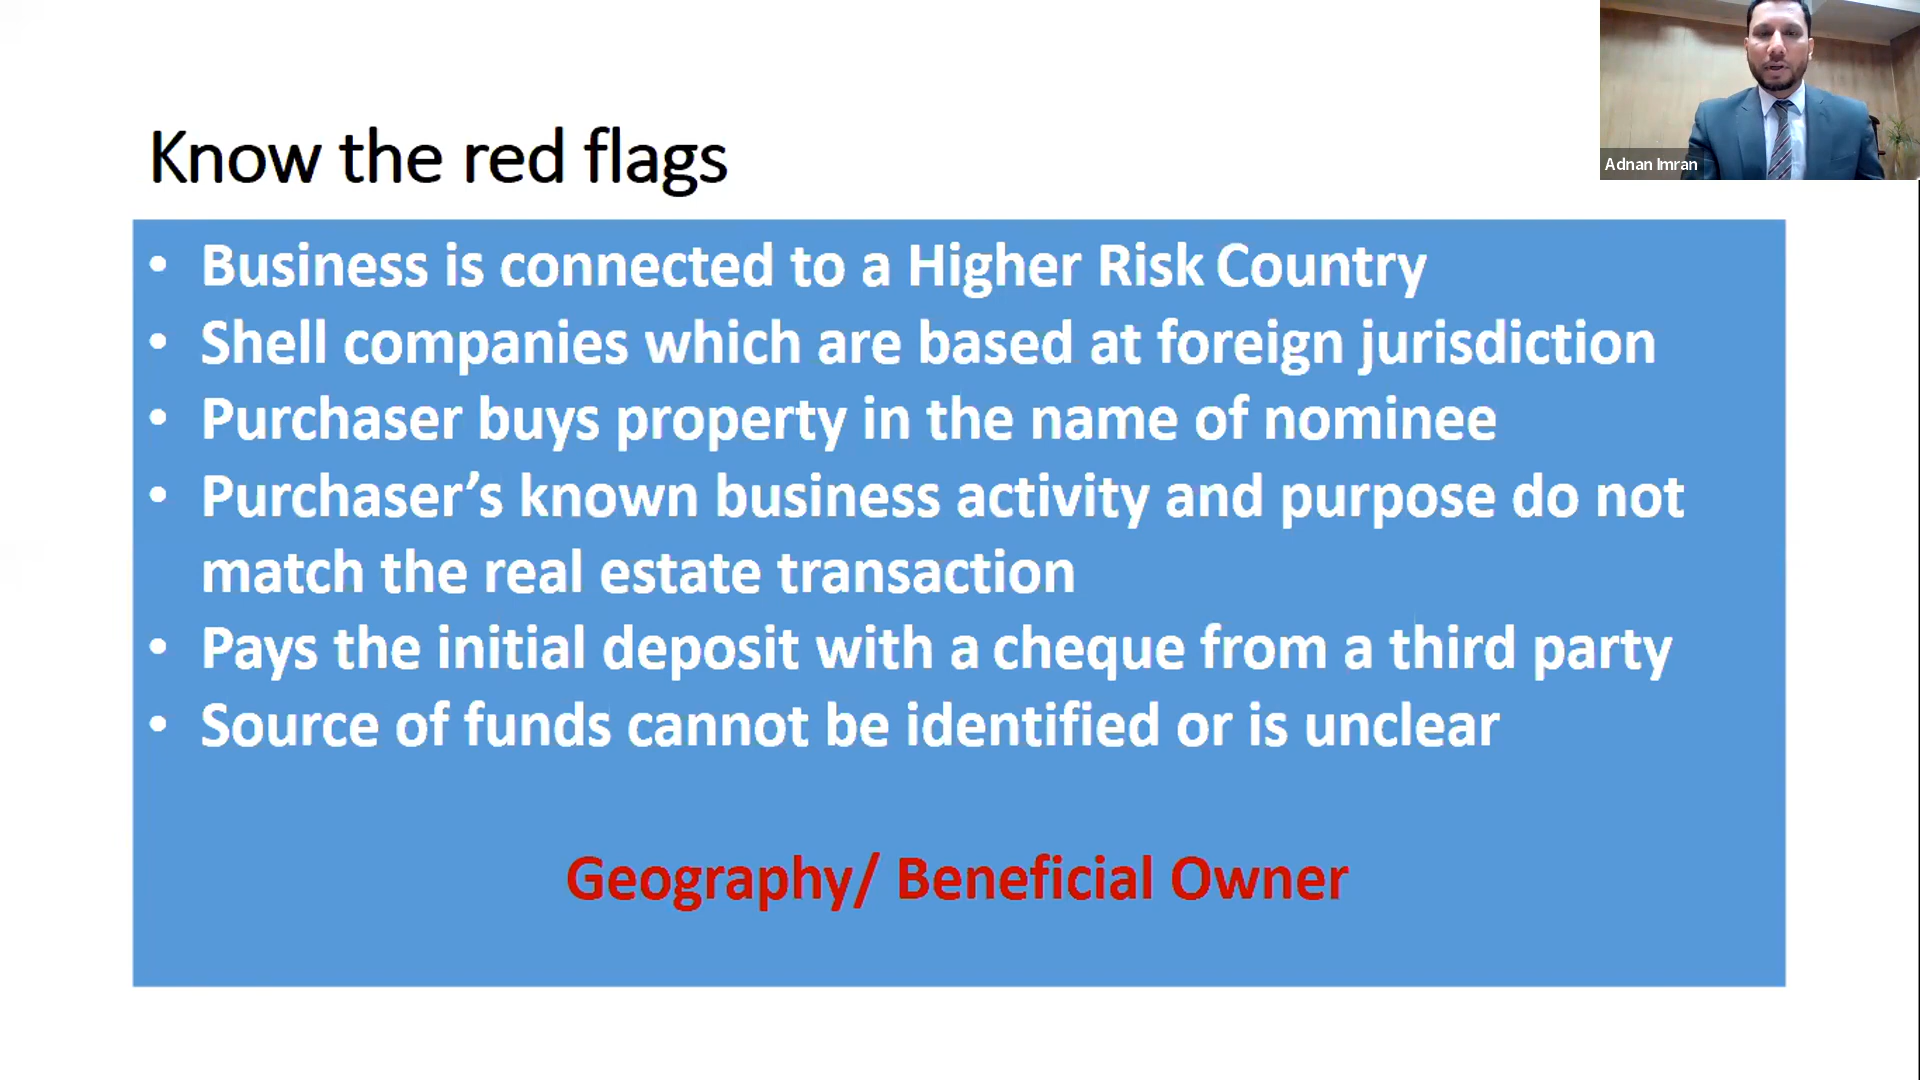 Know the red flags
Adnan Imran
• Business is connected to a Higher Risk Country
• Shell companies which are based at foreign jurisdiction
• Purchaser buys property in the name of nominee
• Purchaser’s known business activity and purpose do not
match the real estate transaction
• Pays the initial deposit with a cheque from a third party
• Source of funds cannot be identified or is unclear
Geography/ Beneficial Owner